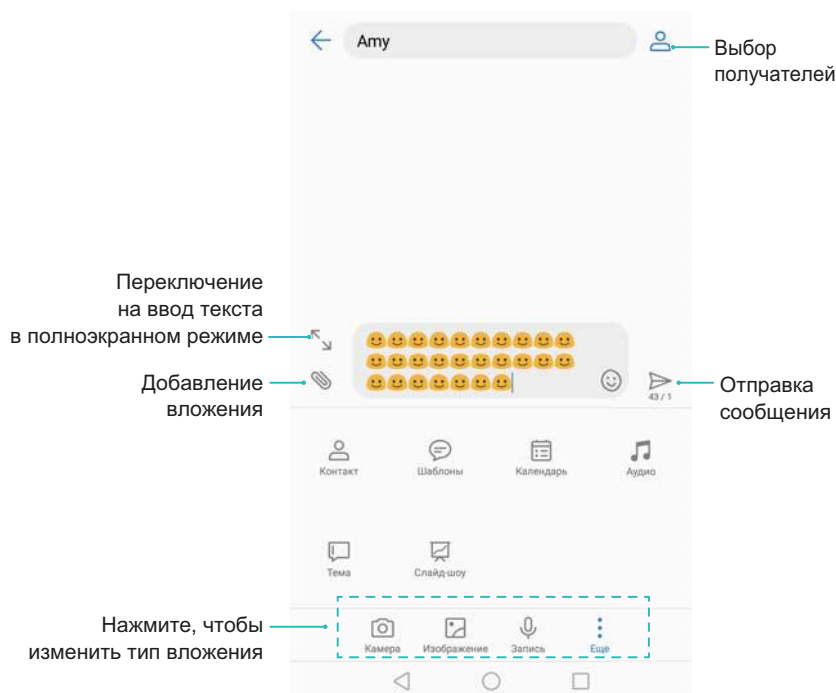 Amy
Выбор
получателей
Переключение
на ввод текста
в полноэкранном режиме
Добавление
вложения
43 / 1
Отправка
сообщения
Контакт
Шаблоны
Календарь
Аудио
Тема
Слайд-шоу
Нажмите, чтобы
изменить тип вложения
Камера
Изображение
Запись
Еще